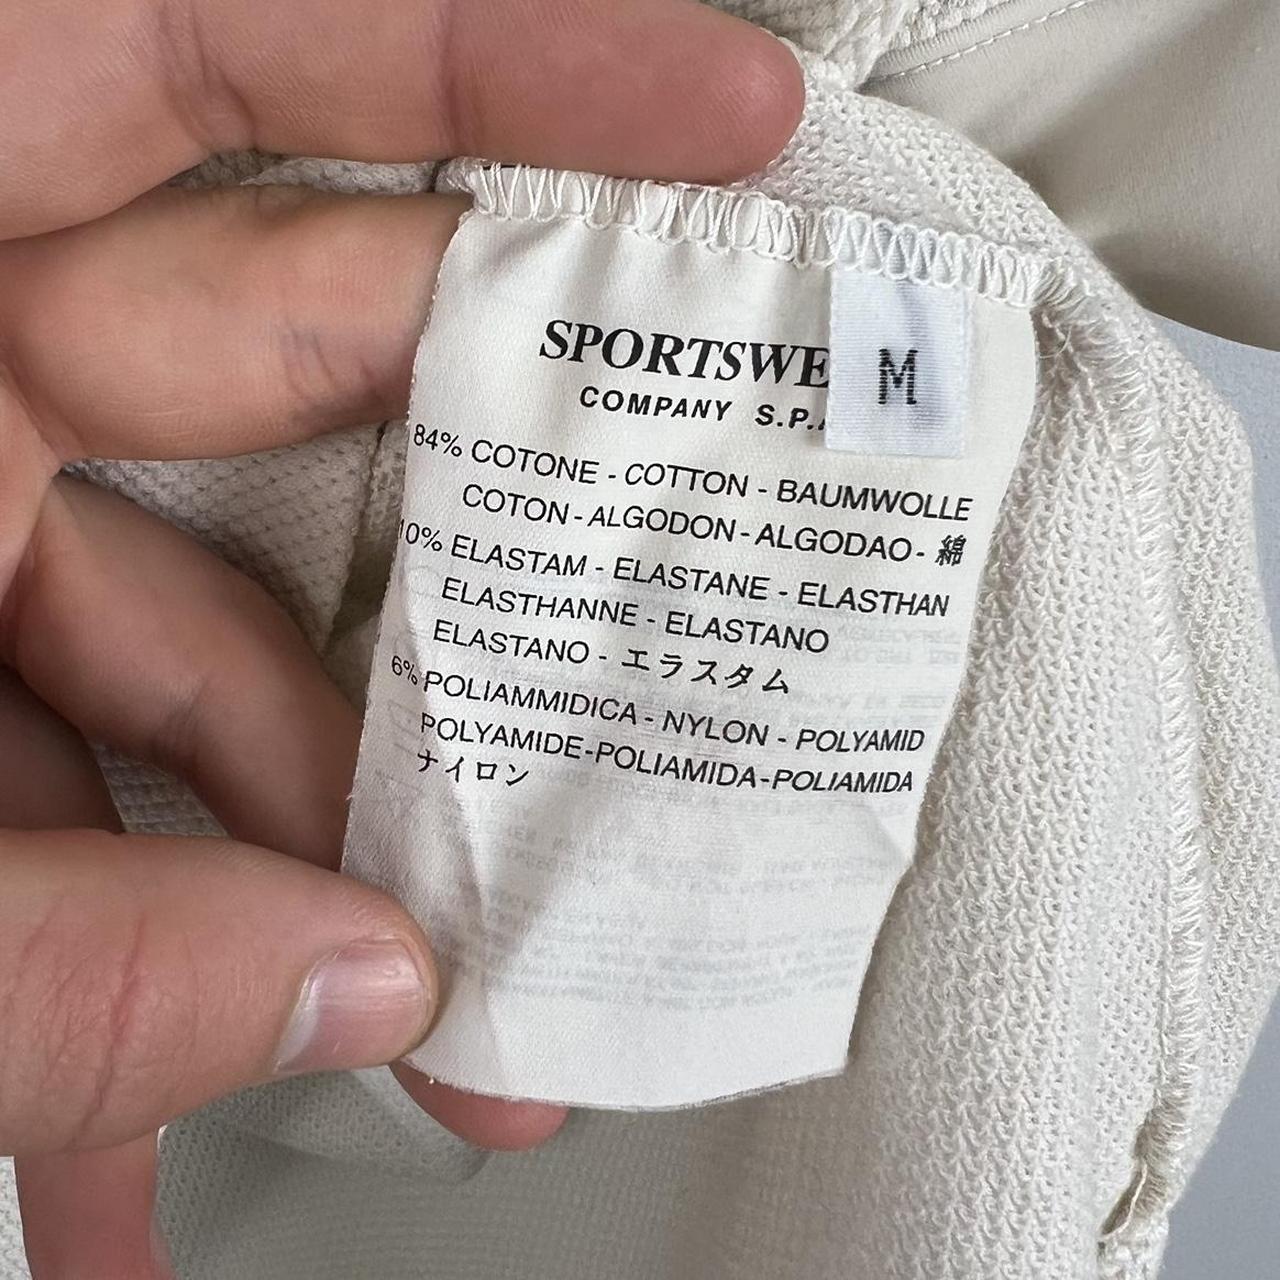 SPORTSWE
M
COMPANY S.P.
84% COTONE - COTTON - BAUMWOLLE
COTON - ALGODON - ALGODAO - 綿
10% ELASTAM - ELASTANE - ELASTHAN
ELASTHANNE - ELASTANO
ELASTANO - エラスタム
6% POLIAMMIDICA - NYLON - POLYAMID
POLYAMIDE-POLIAMIDA-POLIAMIDA
ナイロン